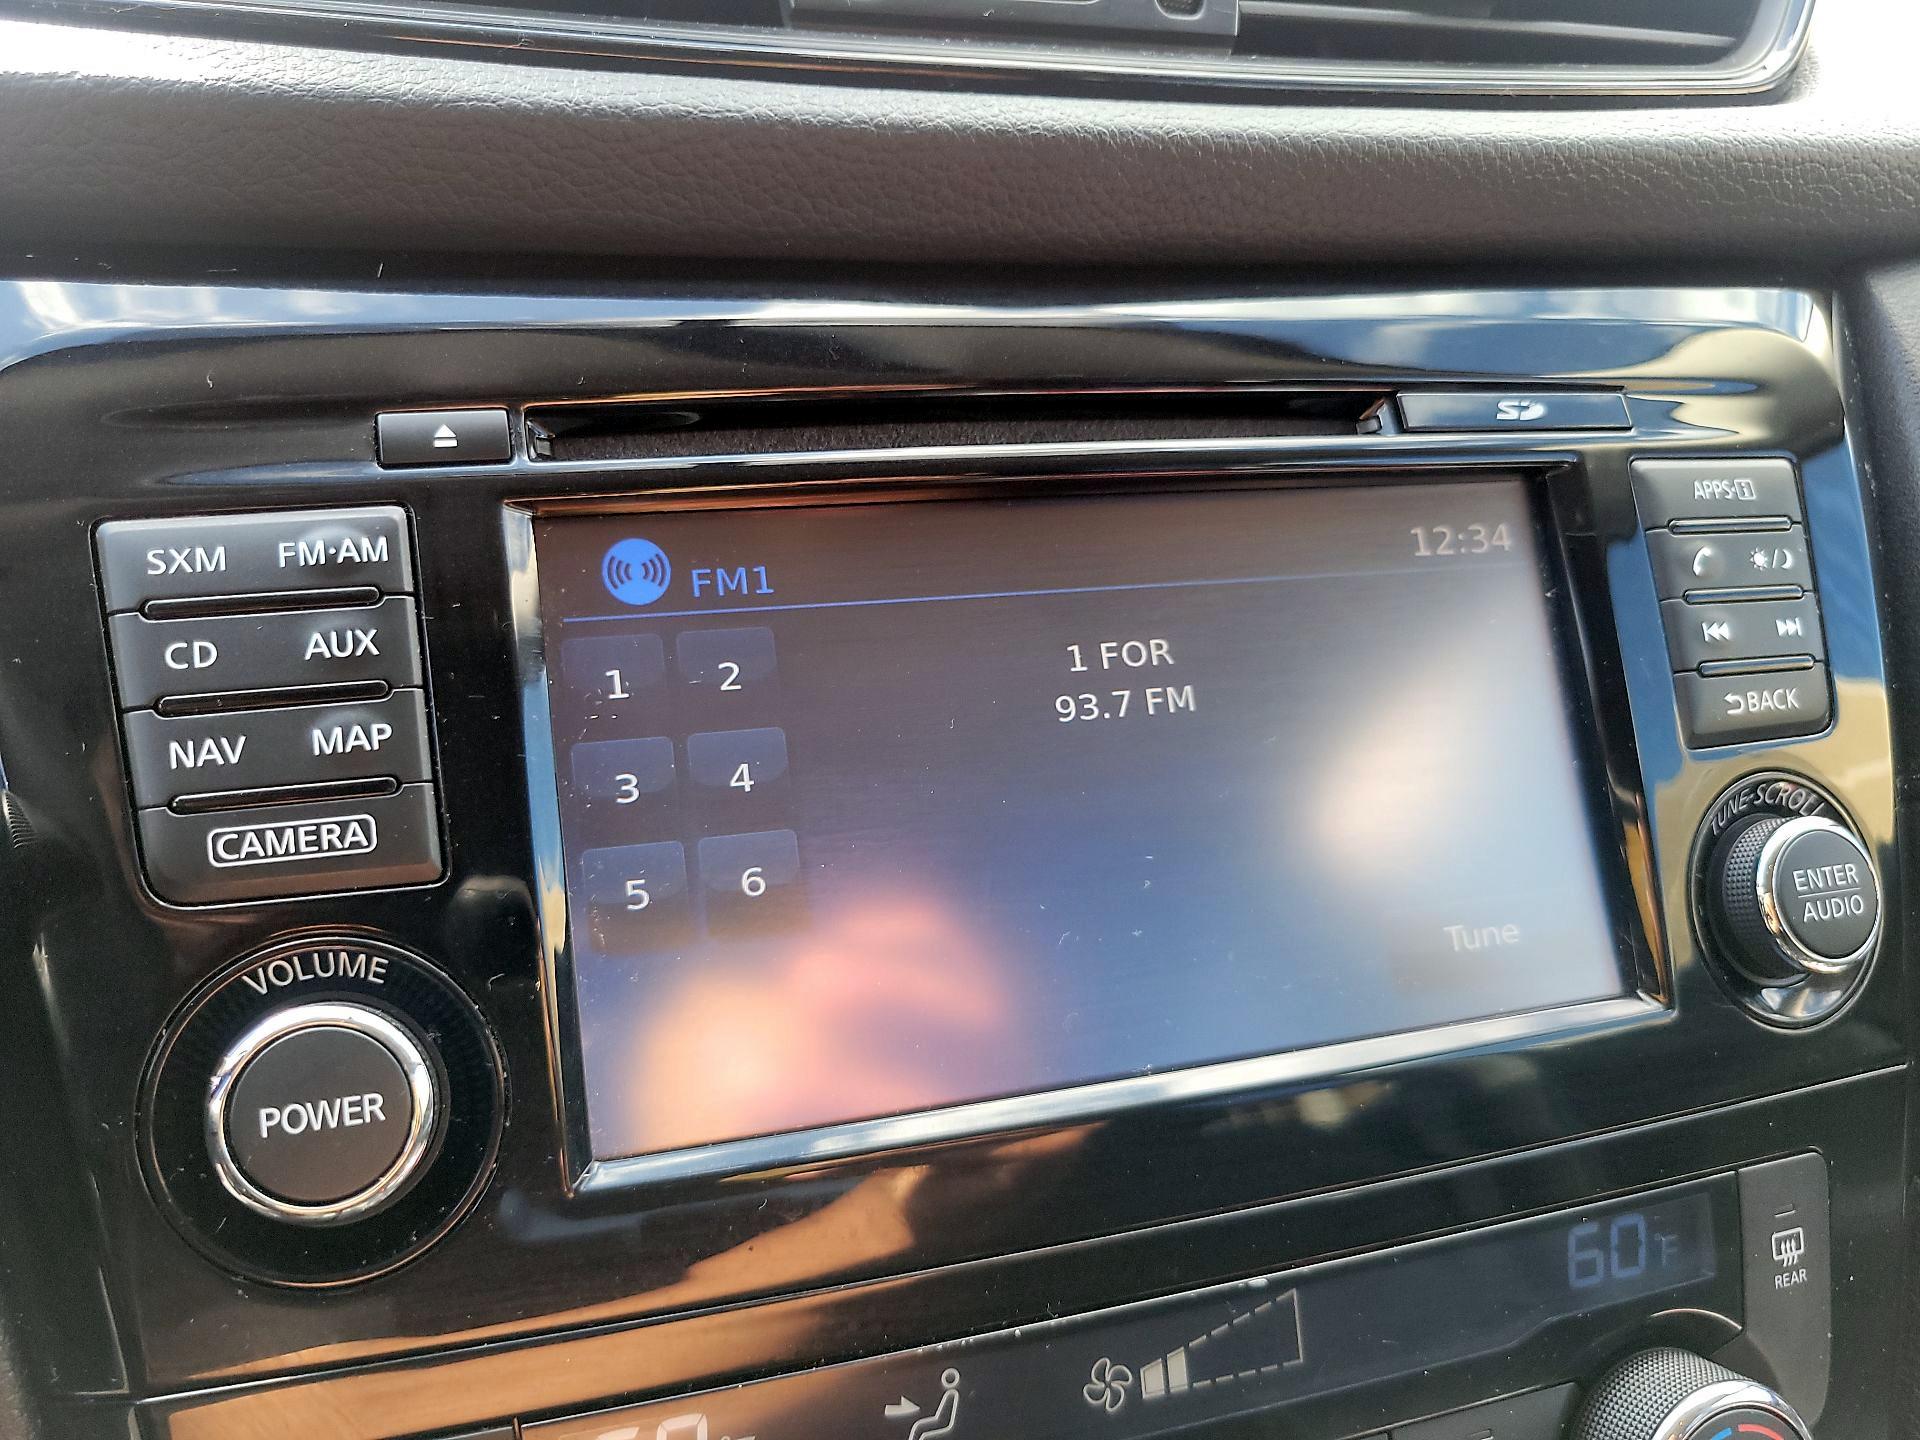 SD
APPS·i
SXM FM·AM
CD AUX
NAV MAP
CAMERA
VOLUME
POWER
FM1
12:34
1 2
3 4
5 6
1 FOR
93.7 FM
Tune
BACK
TUNE·SCROLL
ENTER
AUDIO
60°F
REAR